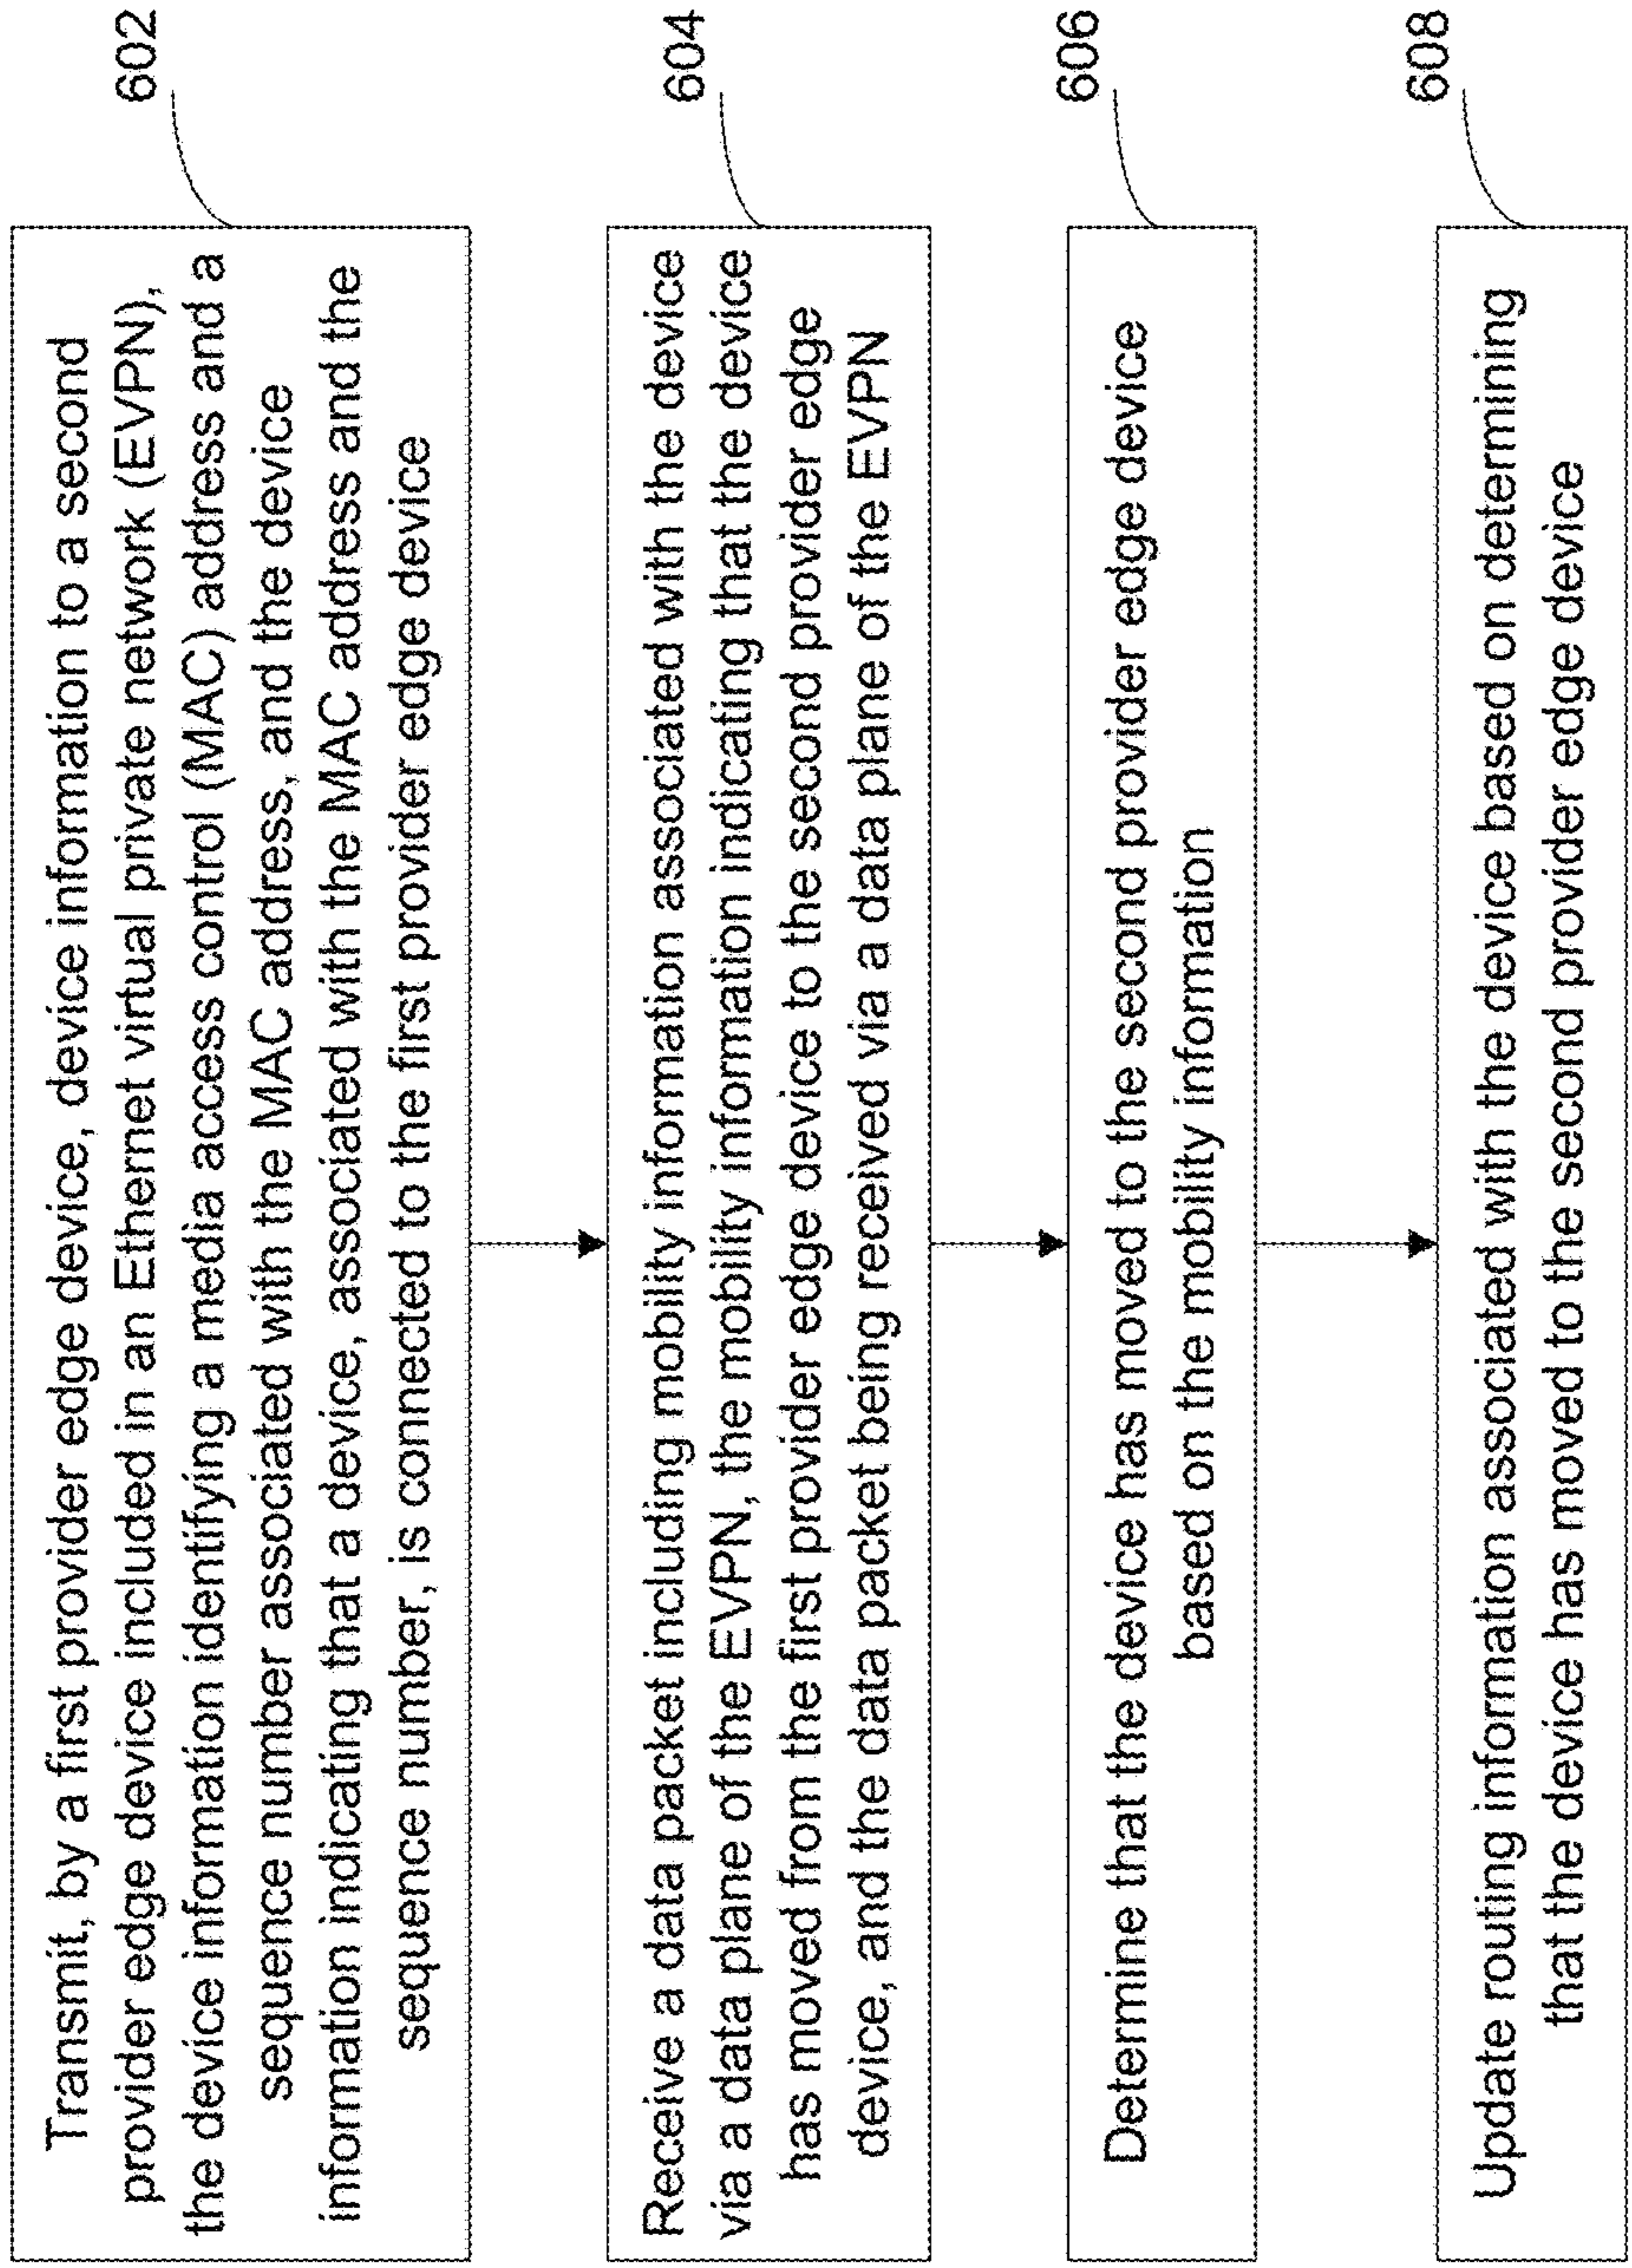 Transmit, by a first provider edge device, device information to a second
provider edge device included in an Ethernet virtual private network (EVPN),
the device information identifying a media access control (MAC) address and a
sequence number associated with the MAC address, and the device
information indicating that a device, associated with the MAC address and the
sequence number, is connected to the first provider edge device
602
Receive a data packet including mobility information associated with the device
via a data plane of the EVPN, the mobility information indicating that the device
has moved from the first provider edge device to the second provider edge
device, and the data packet being received via a data plane of the EVPN
604
Determine that the device has moved to the second provider edge device
based on the mobility information
606
Update routing information associated with the device based on determining
that the device has moved to the second provider edge device
608